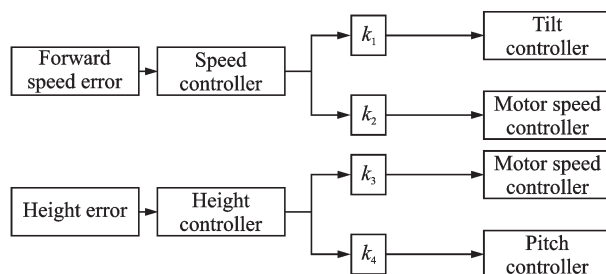 Forward
speed error
Speed
controller
k₁
Tilt
controller
k₂
Motor speed
controller
Height error
Height
controller
k₃
Motor speed
controller
k₄
Pitch
controller